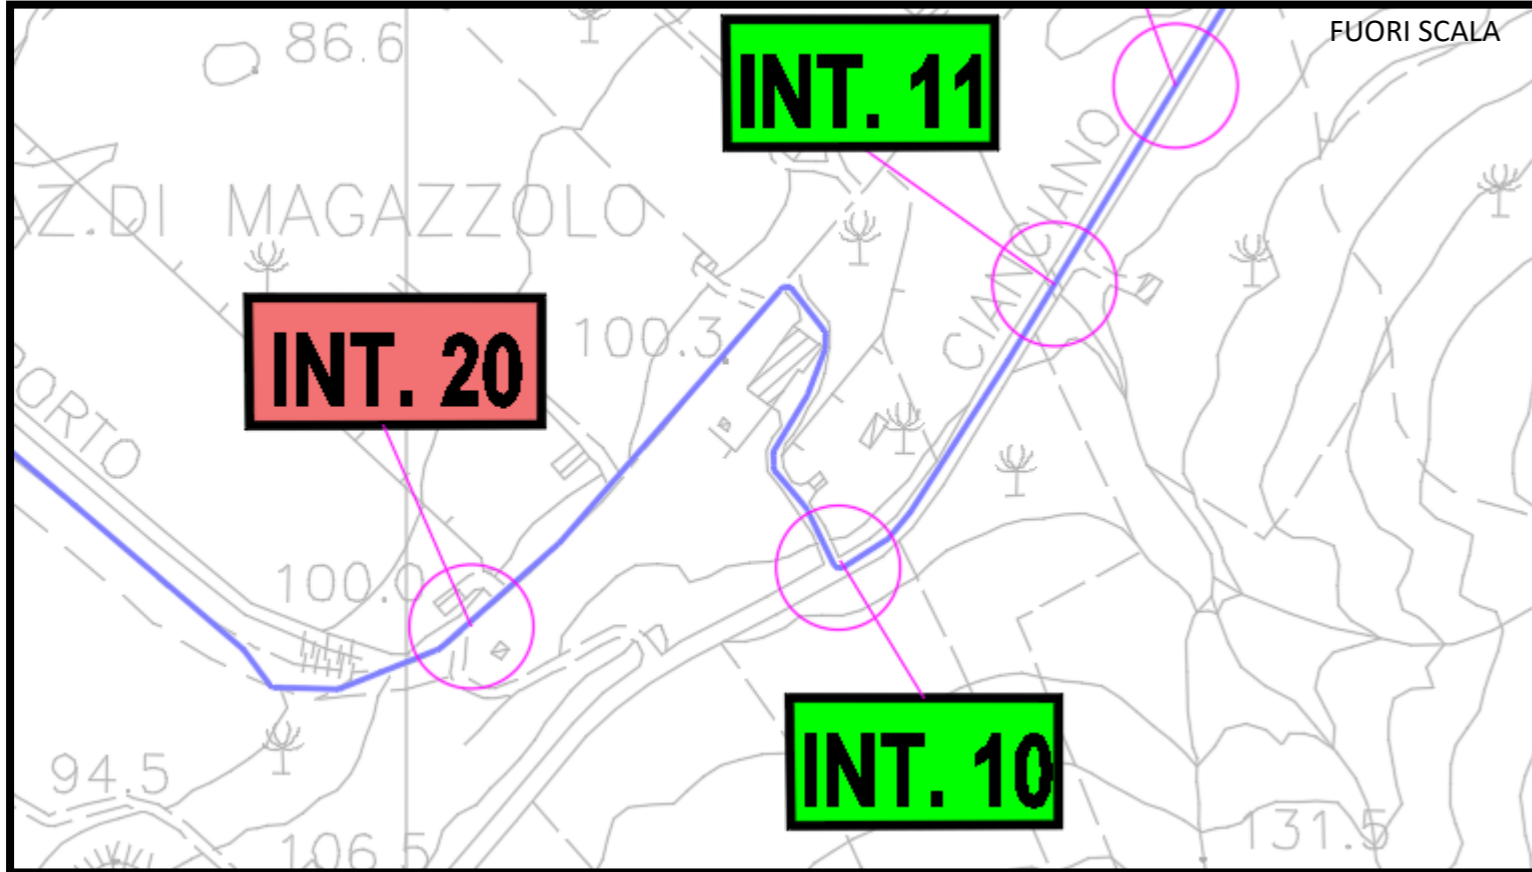 FUORI SCALA
86.6
INT. 11
CIANCIANO
AZ.DI MAGAZZOLO
INT. 20
100.3
PORTO
100.0
INT. 10
94.5
106.5
131.5